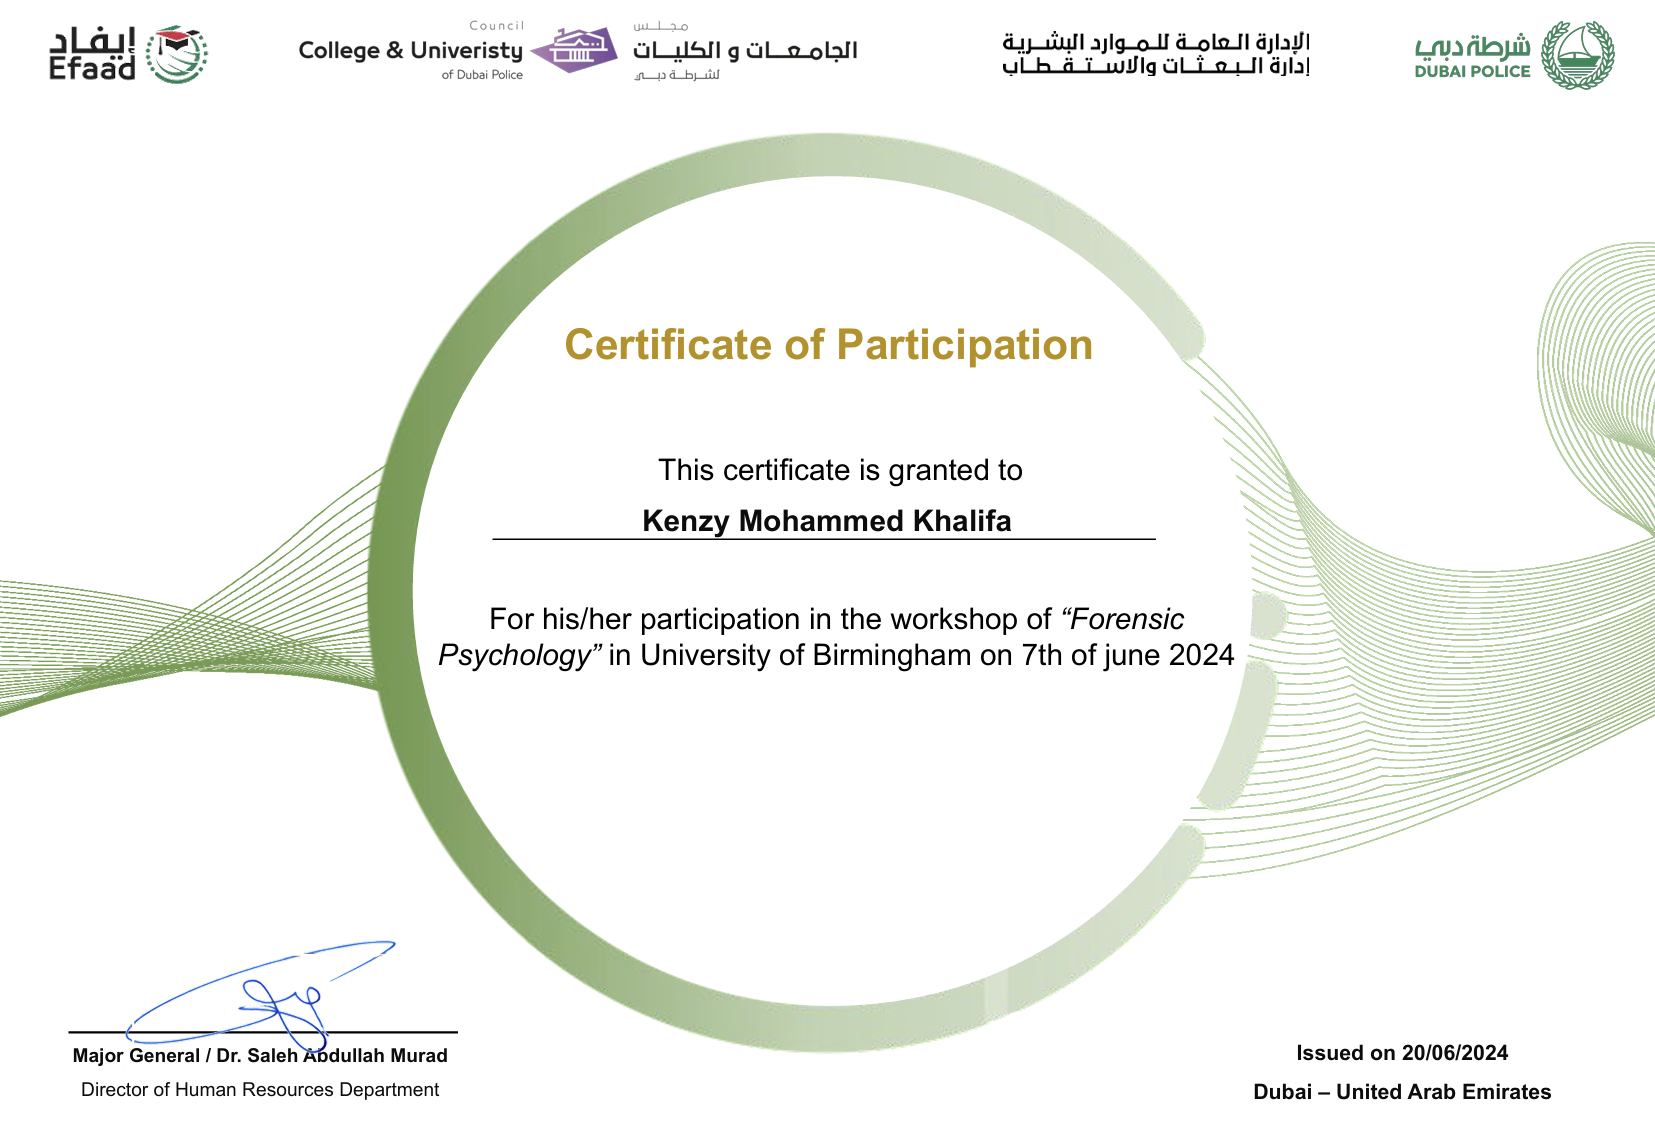 ايفاد
Efaad
Council
College & Univeristy
of Dubai Police
مجلس
الجامعات و الكليات
لشرطة دبي
الإدارة العامة للموارد البشرية
إدارة البعثات والاستقطاب
شرطة دبي
DUBAI POLICE
Certificate of Participation
This certificate is granted to
Kenzy Mohammed Khalifa
For his/her participation in the workshop of “Forensic
Psychology” in University of Birmingham on 7th of june 2024
Major General / Dr. Saleh Abdullah Murad
Director of Human Resources Department
Issued on 20/06/2024
Dubai – United Arab Emirates